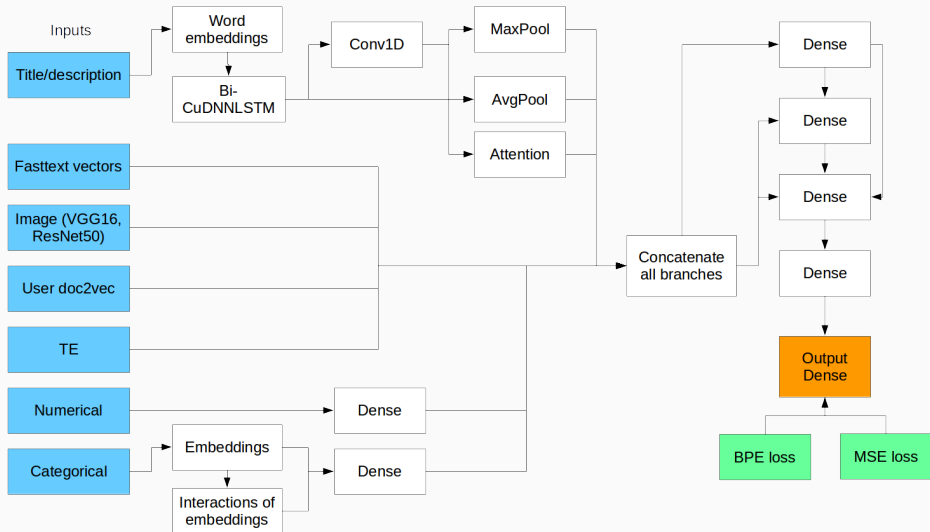 Inputs
Title/description
Word
embeddings
Bi-
CuDNNLSTM
Conv1D
MaxPool
AvgPool
Attention
Fasttext vectors
Image (VGG16,
ResNet50)
User doc2vec
TE
Numerical
Dense
Categorical
Embeddings
Interactions of
embeddings
Dense
Concatenate
all branches
Dense
Dense
Dense
Dense
Output
Dense
BPE loss
MSE loss